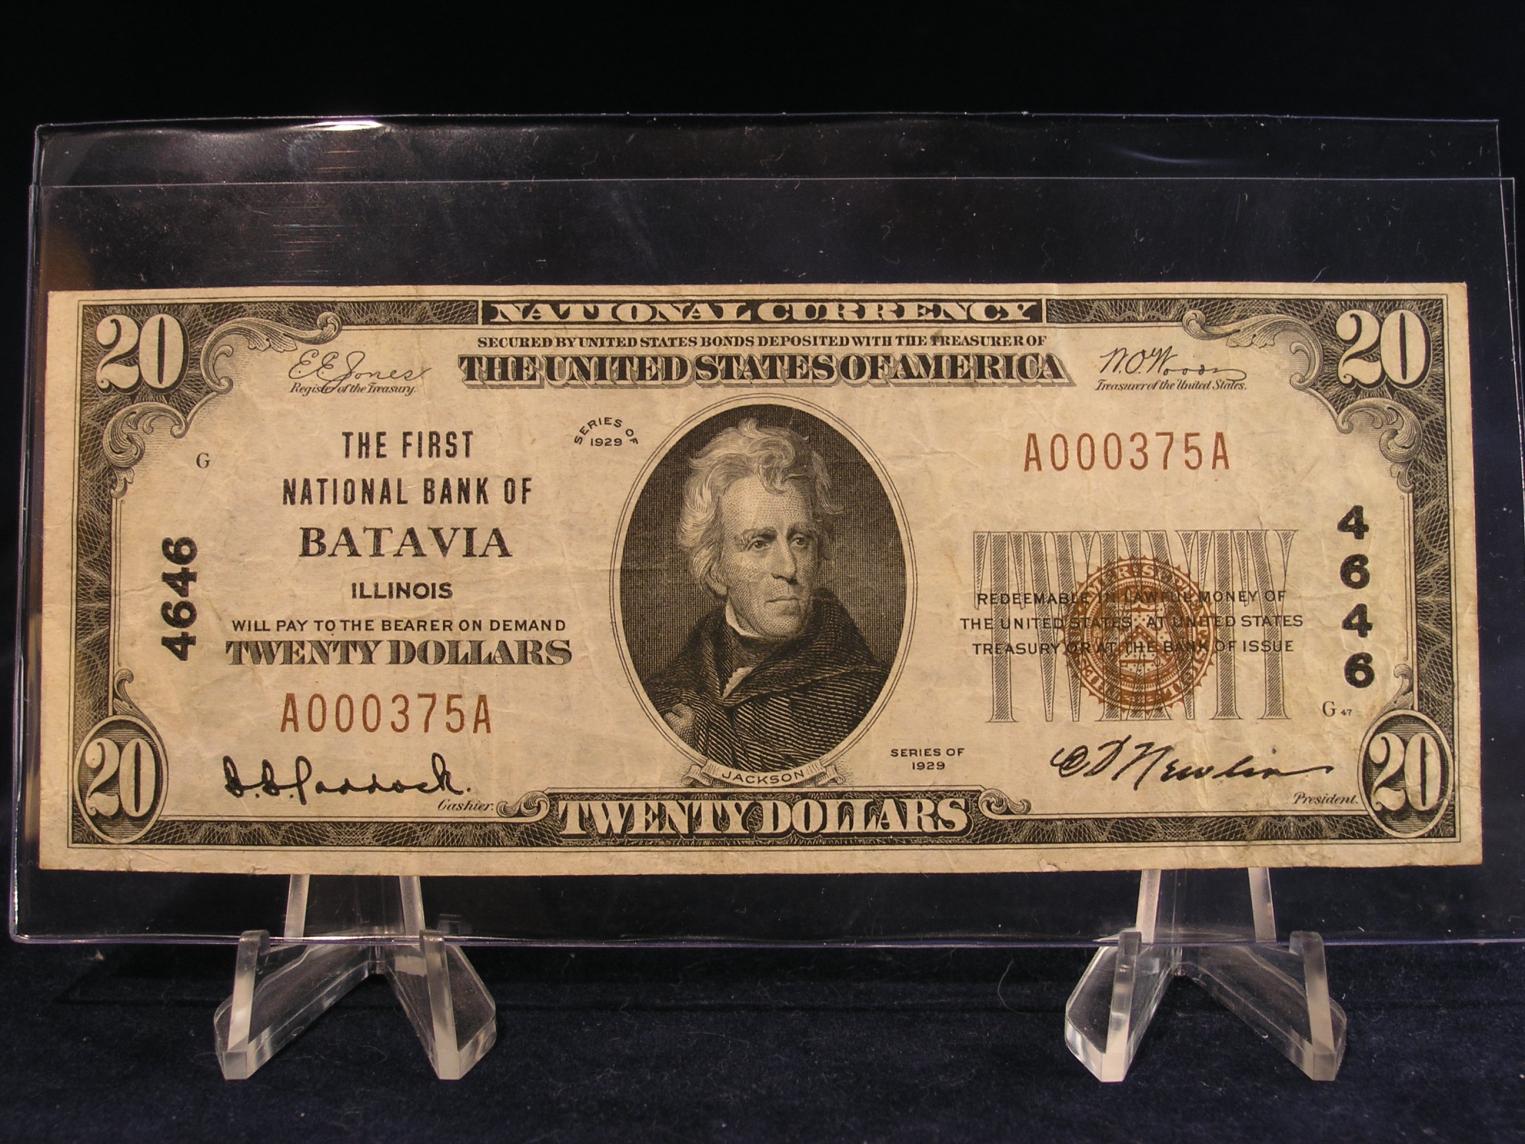 NATIONAL CURRENCY
SECURED BY UNITED STATES BONDS DEPOSITED WITH THE TREASURER OF
THE UNITED STATES OF AMERICA
20
20
E.E. Jones
Register of the Treasury.
W.O. Woods
Treasurer of the United States.
SERIES OF
1929
G
THE FIRST
NATIONAL BANK OF
BATAVIA
ILLINOIS
WILL PAY TO THE BEARER ON DEMAND
TWENTY DOLLARS
A000375A
4646
A000375A
TWENTY
REDEEMABLE IN LAWFUL MONEY OF
THE UNITED STATES AT UNITED STATES
TREASURY OR AT THE BANK OF ISSUE
4646
G 47
SERIES OF
1929
JACKSON
Cashier.
President.
20
TWENTY DOLLARS
20